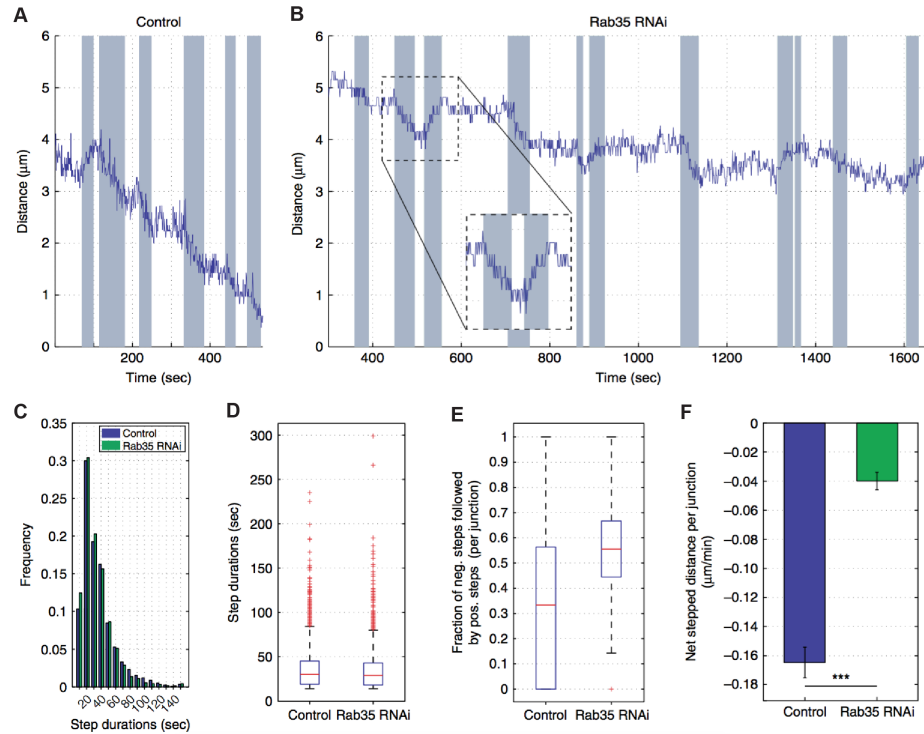 A
Control
6
5
4
3
2
1
0
Distance (μm)
200
400
Time (sec)
B
Rab35 RNAi
6
5
4
3
2
1
0
Distance (μm)
400
600
800
1000
1200
1400
1600
Time (sec)
C
0.35
0.3
0.25
0.2
0.15
0.1
0.05
0
Frequency
Control
Rab35 RNAi
20 40 60 80 100 120 140
Step durations (sec)
D
300
250
200
150
100
50
0
Step durations (sec)
Control Rab35 RNAi
E
1
0.9
0.8
0.7
0.6
0.5
0.4
0.3
0.2
0.1
0
Fraction of neg. steps followed
by pos. steps (per junction)
Control Rab35 RNAi
F
0
−0.02
−0.04
−0.06
−0.08
−0.10
−0.12
−0.14
−0.16
−0.18
Net stepped distance per junction
(μm/min)
***
Control Rab35 RNAi